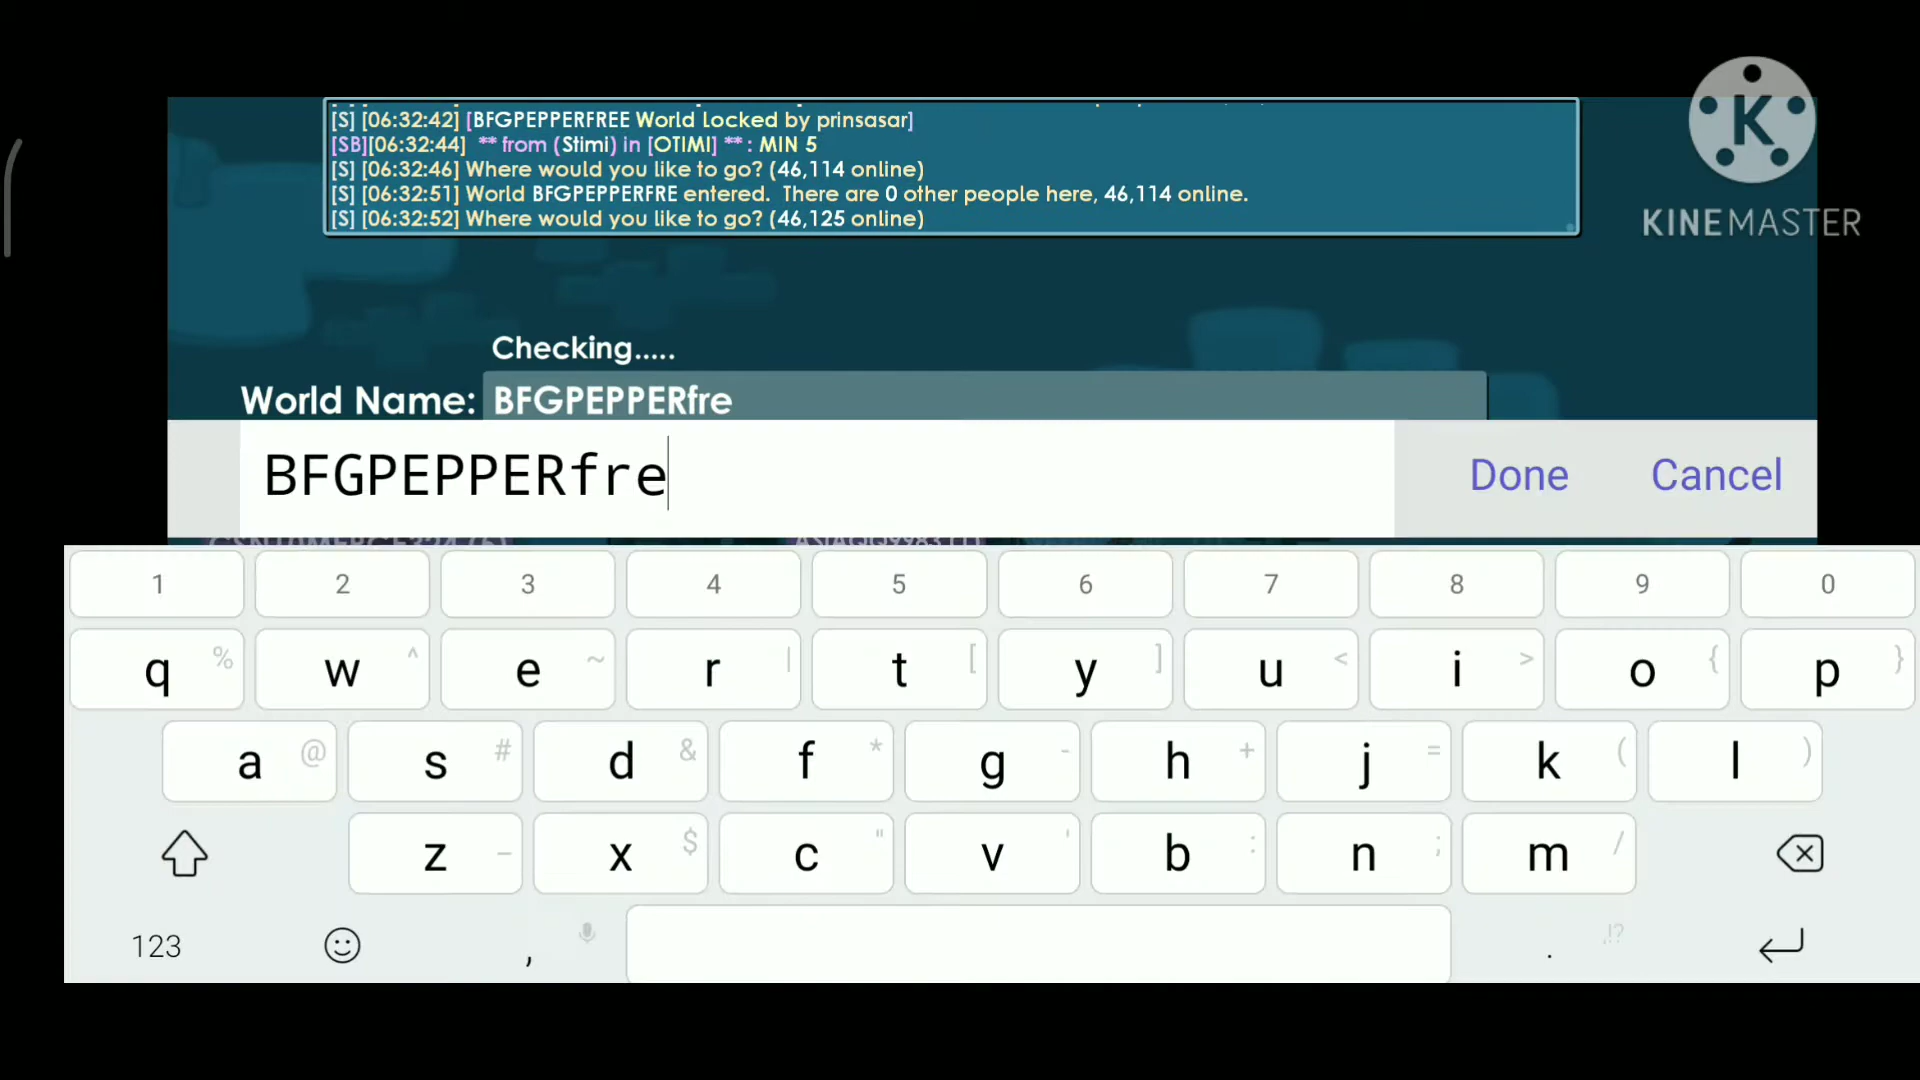 [S] [06:32:42] [BFGPEPPERFREE World Locked by prinsasar]
[SB][06:32:44] ** from (Stimi) in [OTIMI] ** : MIN 5
[S] [06:32:46] Where would you like to go? (46,114 online)
[S] [06:32:51] World BFGPEPPERFRE entered. There are 0 other people here, 46,114 online.
[S] [06:32:52] Where would you like to go? (46,125 online)
K
KINEMASTER
Checking.....
World Name: BFGPEPPERfre
BFGPEPPERfre
Done Cancel
1 2 3 4 5 6 7 8 9 0
q % w ^ e ~ r | t [ y ] u < i > o { p }
a @ s # d & f * g - h + j = k ( l )
z _ x $ c " v ' b : n ; m /
123 , . ,!?